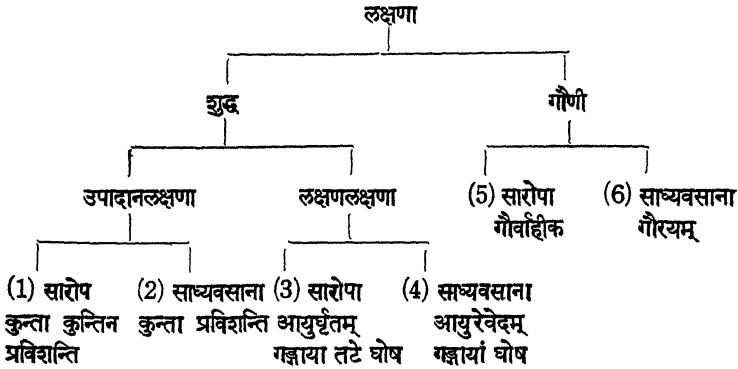 लक्षणा
शुद्ध गौणी
उपादानलक्षणा लक्षणलक्षणा (5) सारोपा (6) साध्यवसाना
गौर्वाहीक गौरयम्
(1) सारोप (2) साध्यवसाना (3) सारोपा (4) साध्यवसाना
कुन्ता कुन्तिन कुन्ता प्रविशन्ति आयुर्घृतम् आयुरेवेदम्
प्रविशन्ति गङ्गाया तटे घोष गङ्गायां घोष